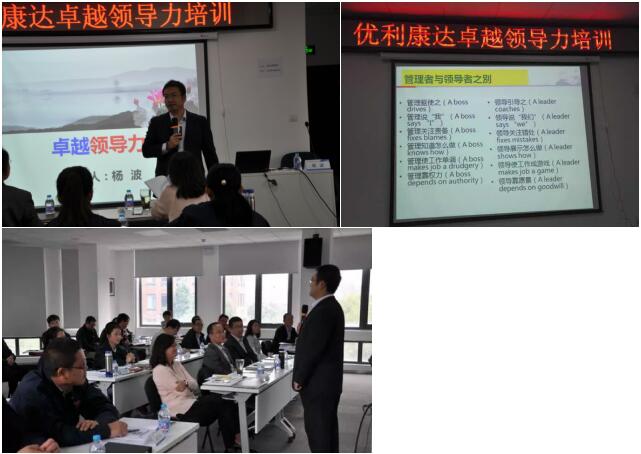 康达卓越领导力培训
卓越领导力
人：杨 波
优利康达卓越领导力培训
管理者与领导者之别
• 管理驱使之（A boss
drives）
• 管理说“我”（A boss
says “I”）
• 管理关注责备（A boss
fixes blames）
• 管理知道怎么做（A boss
knows how）
• 管理使工作单调（A boss
makes job a drudgery）
• 管理靠权力（A boss
depends on authority）
• 领导引导之（A leader
coaches）
• 领导说“我们”（A leader
says “we”）
• 领导关注错处（A leader
fixes mistakes）
• 领导展示怎么做（A leader
shows how）
• 领导使工作成游戏（A leader
makes job a game）
• 领导靠愿景（A leader
depends on goodwill）